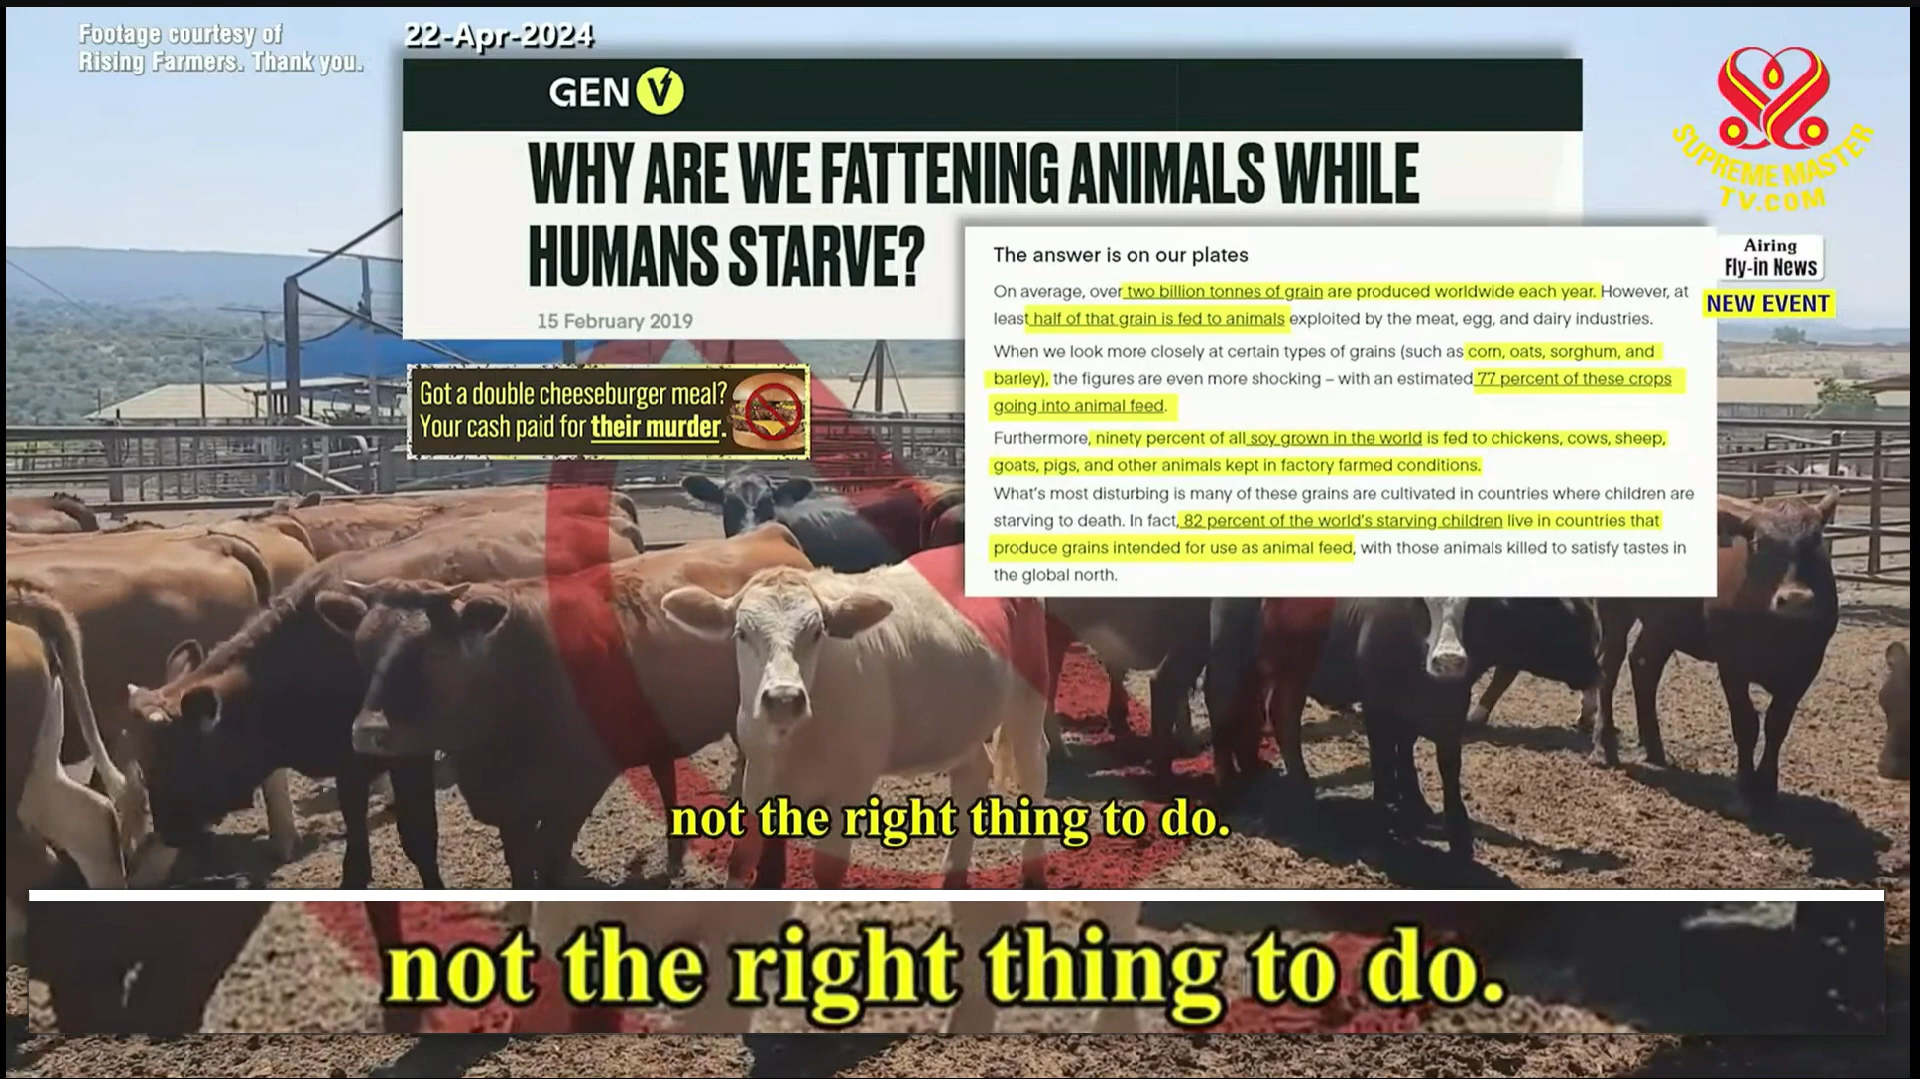 Footage courtesy of
Rising Farmers. Thank you.
22-Apr-2024
GEN V
WHY ARE WE FATTENING ANIMALS WHILE
HUMANS STARVE?
15 February 2019
SUPREME MASTER
TV.COM
Airing
Fly-in News
NEW EVENT
The answer is on our plates
On average, over two billion tonnes of grain are produced worldwide each year. However, at
least half of that grain is fed to animals exploited by the meat, egg, and dairy industries.
When we look more closely at certain types of grains (such as corn, oats, sorghum, and
barley), the figures are even more shocking – with an estimated 77 percent of these crops
going into animal feed.
Furthermore, ninety percent of all soy grown in the world is fed to chickens, cows, sheep,
goats, pigs, and other animals kept in factory farmed conditions.
What's most disturbing is many of these grains are cultivated in countries where children are
starving to death. In fact, 82 percent of the world's starving children live in countries that
produce grains intended for use as animal feed, with those animals killed to satisfy tastes in
the global north.
Got a double cheeseburger meal?
Your cash paid for their murder.
not the right thing to do.
not the right thing to do.